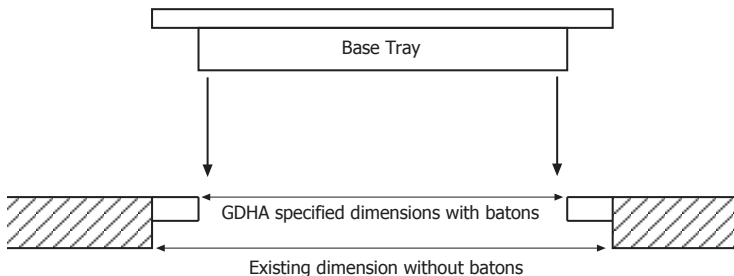 Base Tray
GDHA specified dimensions with batons
Existing dimension without batons